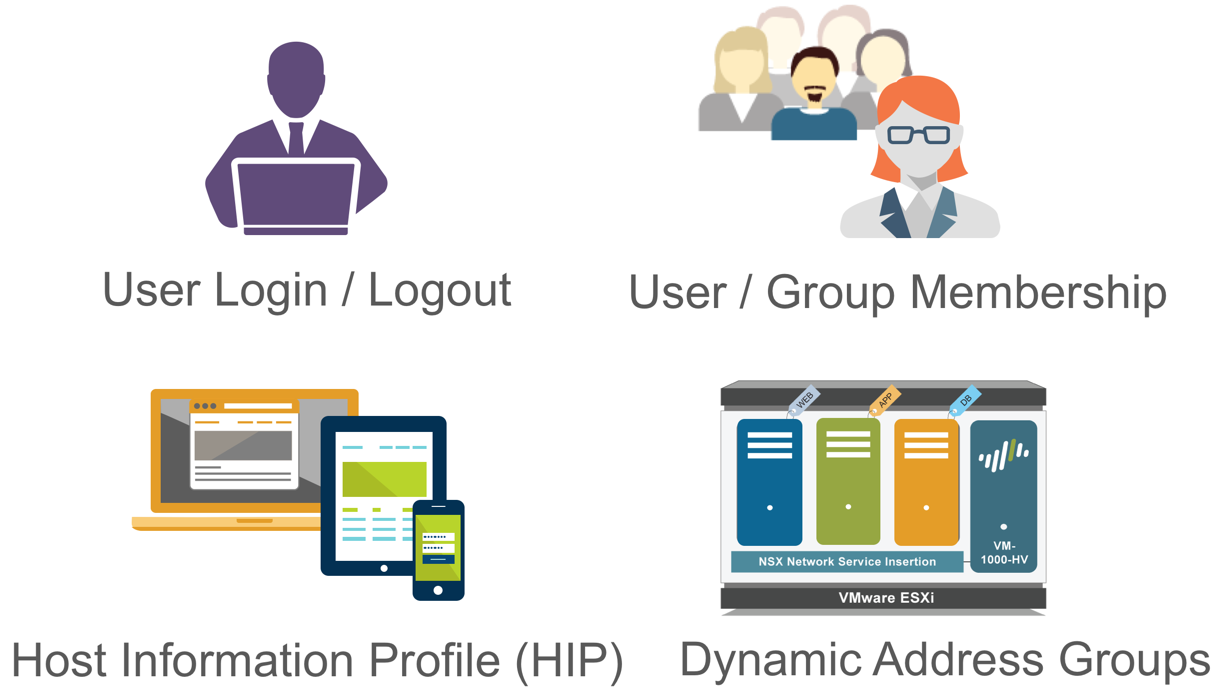 User Login / Logout
User / Group Membership
WEB
APP
DB
VM-
1000-HV
NSX Network Service Insertion
VMware ESXi
Host Information Profile (HIP)
Dynamic Address Groups